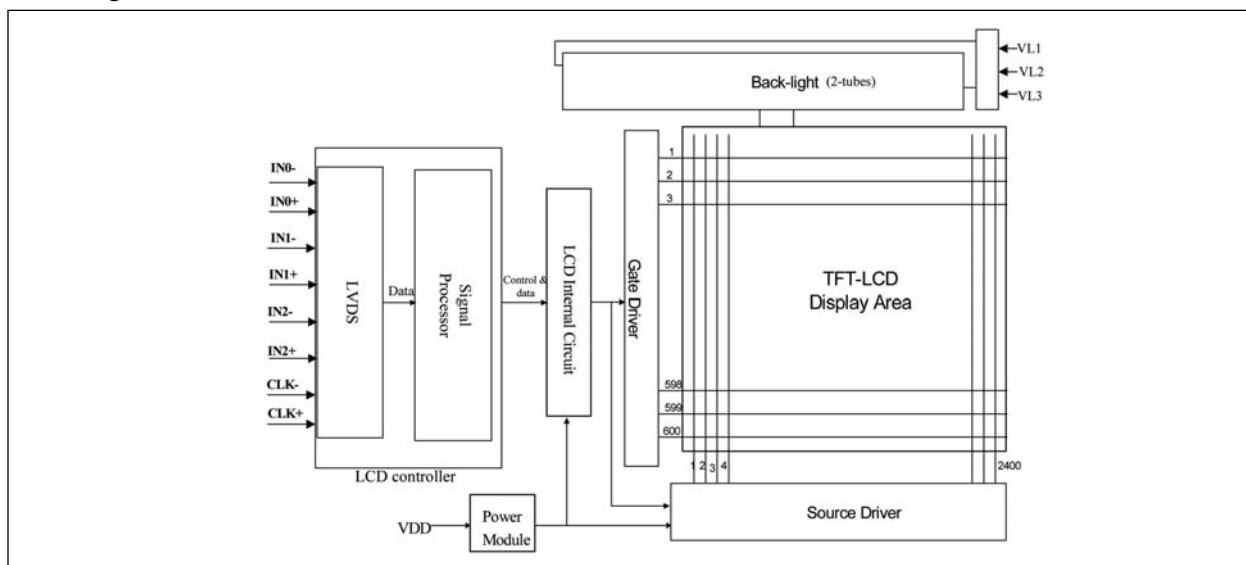 VL1
VL2
VL3
Back-light (2-tubes)
IN0-
IN0+
IN1-
IN1+
IN2-
IN2+
CLK-
CLK+
LVDS
Data
Signal
Processor
LCD controller
Control &
data
LCD Internal Circuit
Gate Driver
1
2
3
598
599
600
TFT-LCD
Display Area
1 2 3 4
2400
Source Driver
VDD
Power
Module